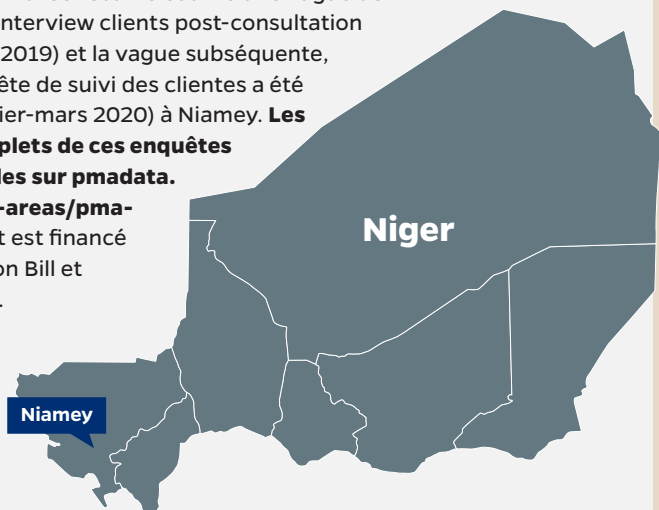 interview clients post-consultation
2019) et la vague subséquente,
ête de suivi des clientes a été
ier-mars 2020) à Niamey. Les
plets de ces enquêtes
les sur pmadata.
-areas/pma-
t est financé
on Bill et
.
Niger
Niamey